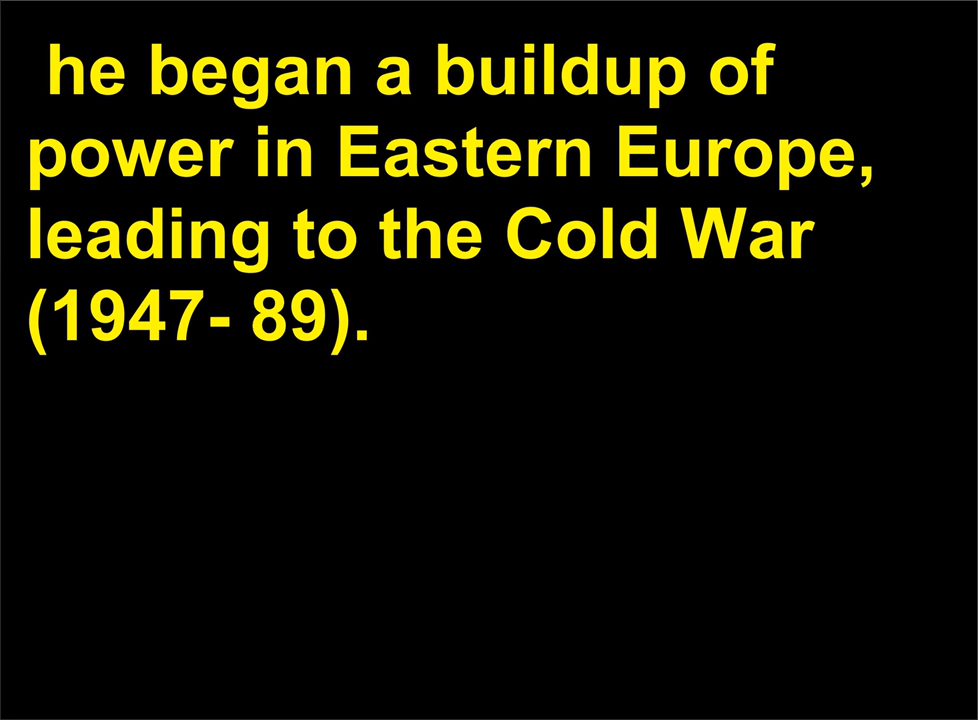 he began a buildup of
power in Eastern Europe,
leading to the Cold War
(1947- 89).